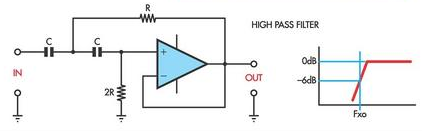 R
HIGH PASS FILTER
C
C
+
–
IN
OUT
2R
0dB
–6dB
Fxo